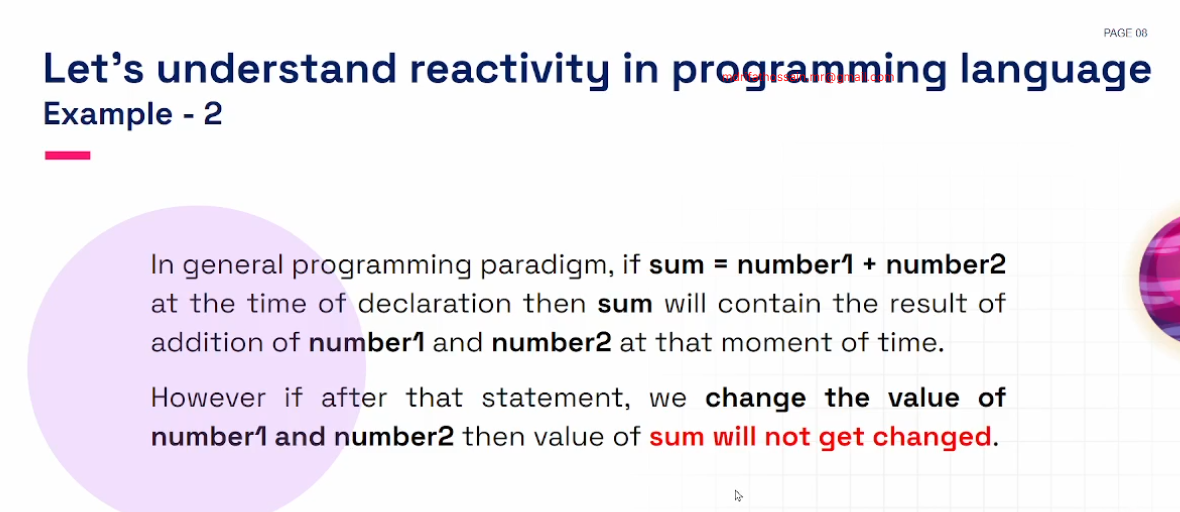 PAGE 08
Let's understand reactivity in programming language
Example - 2
In general programming paradigm, if sum = number1 + number2
at the time of declaration then sum will contain the result of
addition of number1 and number2 at that moment of time.
However if after that statement, we change the value of
number1 and number2 then value of sum will not get changed.